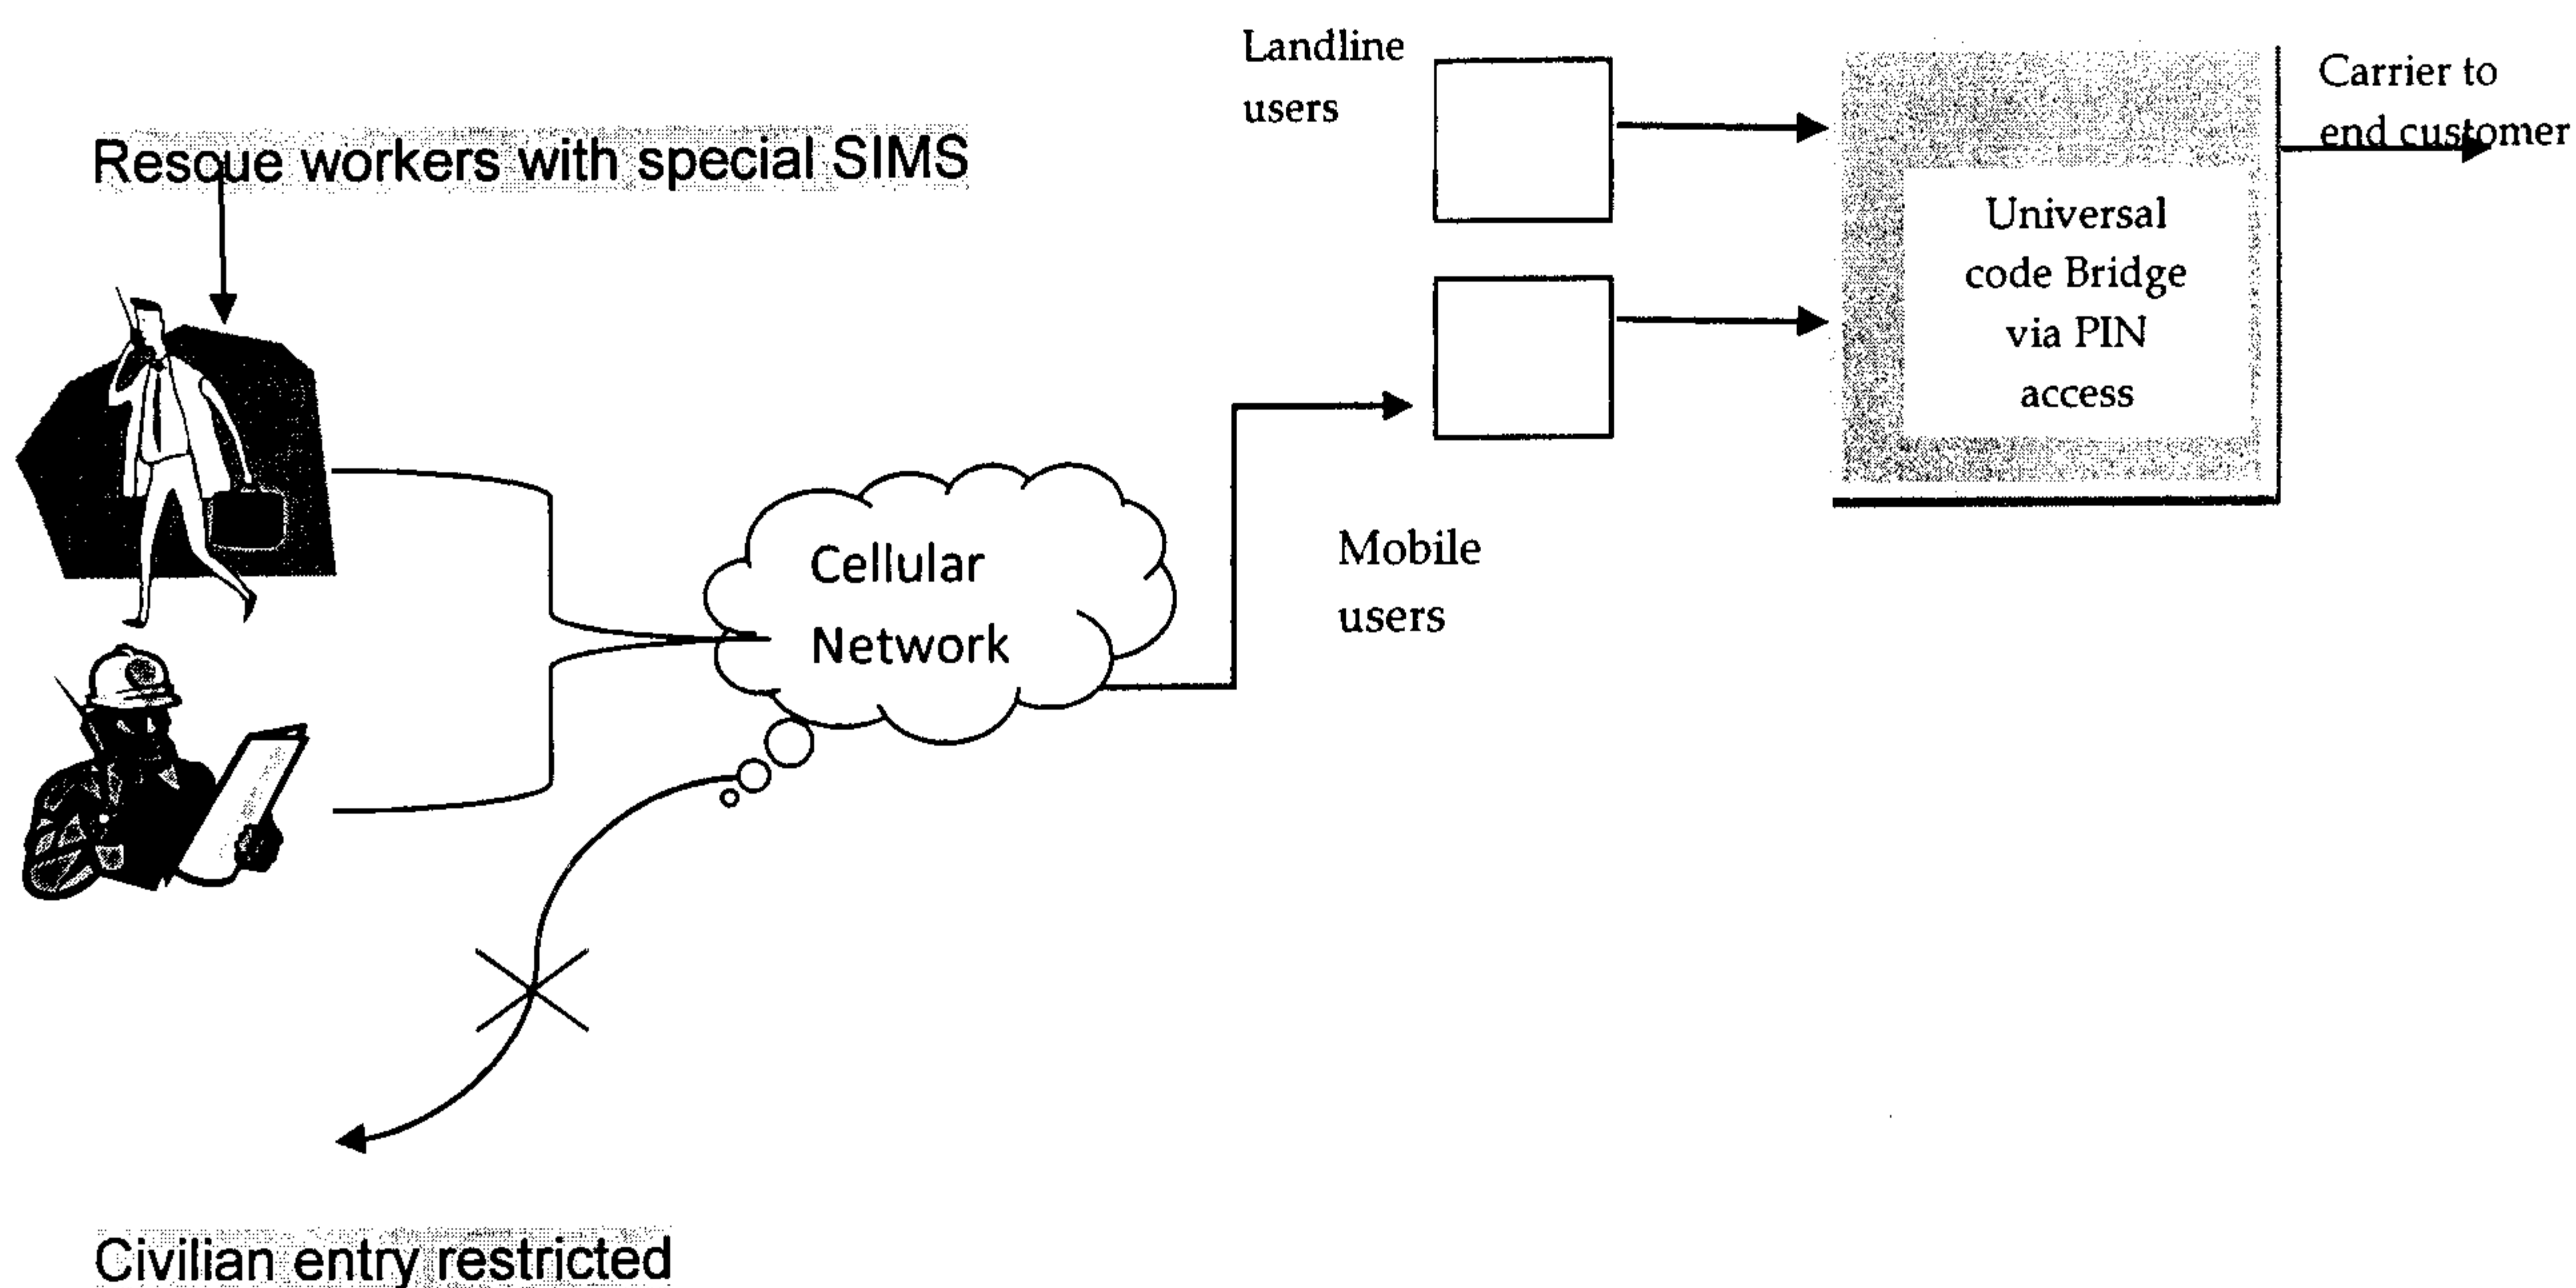 Landline
users
Carrier to
end customer
Rescue workers with special SIMS
Universal
code Bridge
via PIN
access
Cellular
Network
Mobile
users
Civilian entry restricted